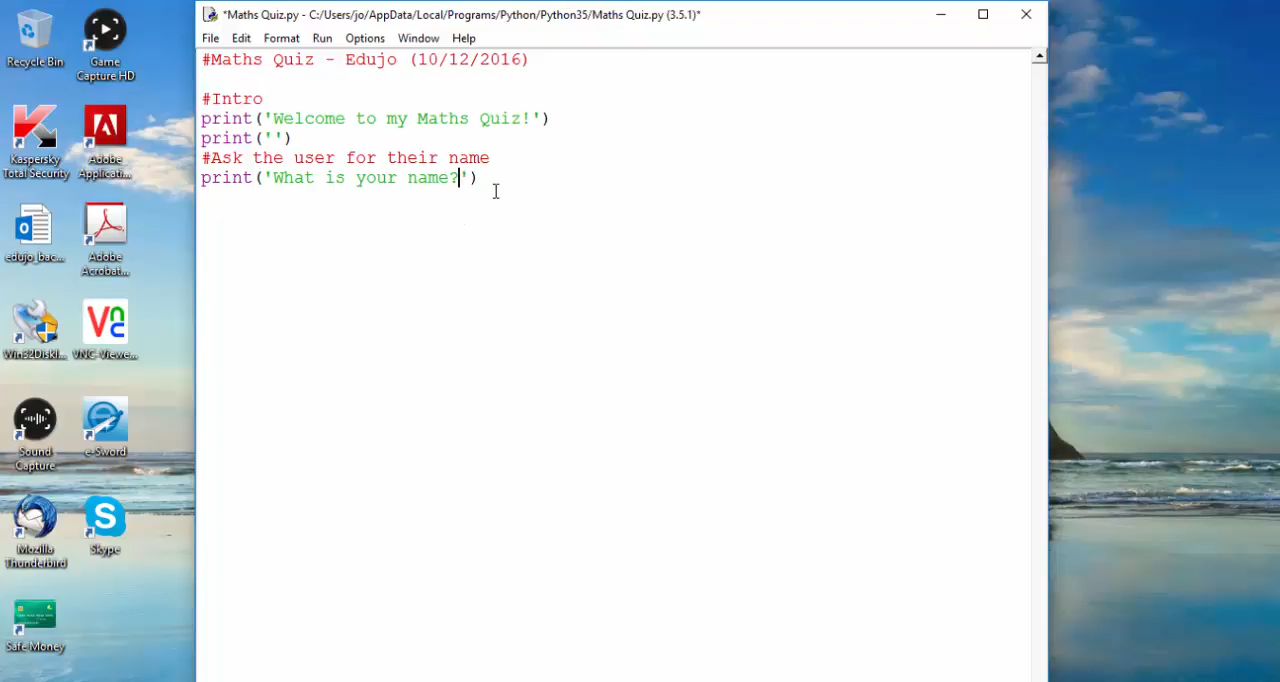 *Maths Quiz.py - C:/Users/jo/AppData/Local/Programs/Python/Python35/Maths Quiz.py (3.5.1)*
File Edit Format Run Options Window Help
#Maths Quiz - Edujo (10/12/2016)
#Intro
print('Welcome to my Maths Quiz!')
print('')
#Ask the user for their name
print('What is your name?')
Recycle Bin
Game
Capture HD
Kaspersky
Total Security
Adobe
Applicati...
edujo_bac...
Adobe
Acrobat...
Win32DiskI...
VNC-Viewe...
Sound
Capture
e-Sword
Mozilla
Thunderbird
Skype
Safe Money